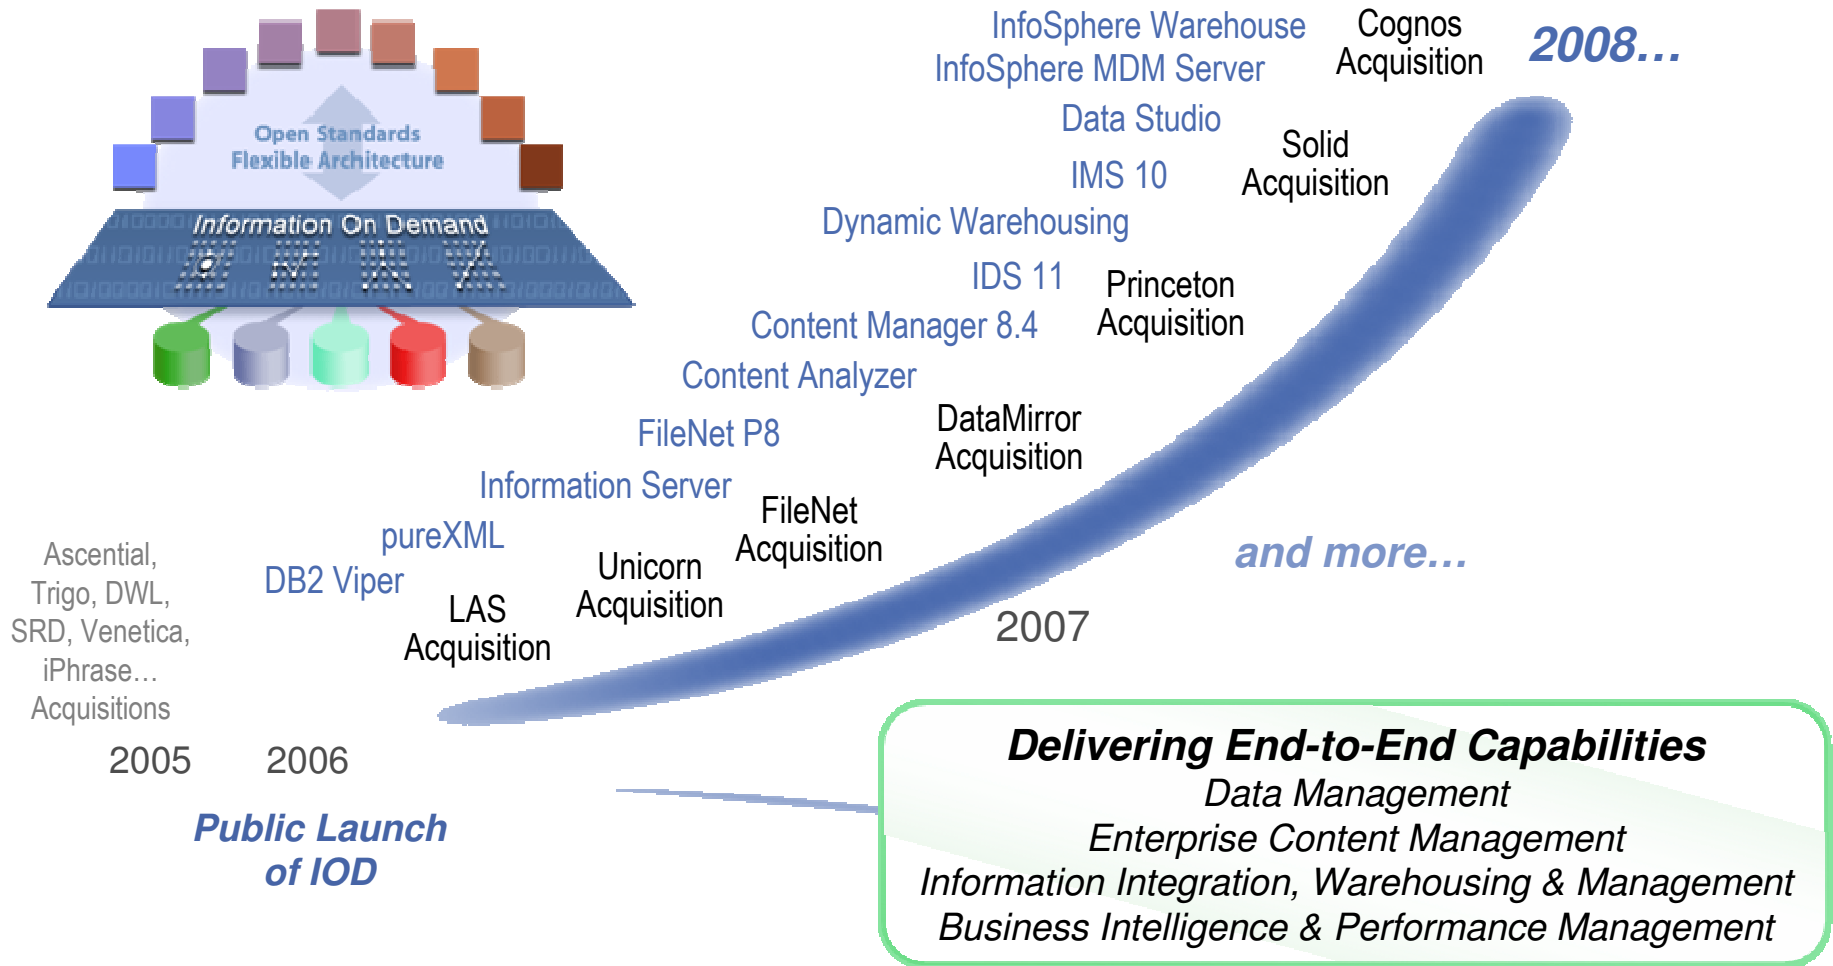 InfoSphere Warehouse
InfoSphere MDM Server
Cognos
Acquisition
2008...
Data Studio
Solid
Acquisition
IMS 10
Open Standards
Flexible Architecture
Information On Demand
Dynamic Warehousing
IDS 11
Princeton
Acquisition
Content Manager 8.4
Content Analyzer
DataMirror
Acquisition
FileNet P8
Information Server
FileNet
Acquisition
pureXML
Unicorn
Acquisition
DB2 Viper
LAS
Acquisition
Ascential,
Trigo, DWL,
SRD, Venetica,
iPhrase...
Acquisitions
and more...
2007
2005
2006
Public Launch
of IOD
Delivering End-to-End Capabilities
Data Management
Enterprise Content Management
Information Integration, Warehousing & Management
Business Intelligence & Performance Management